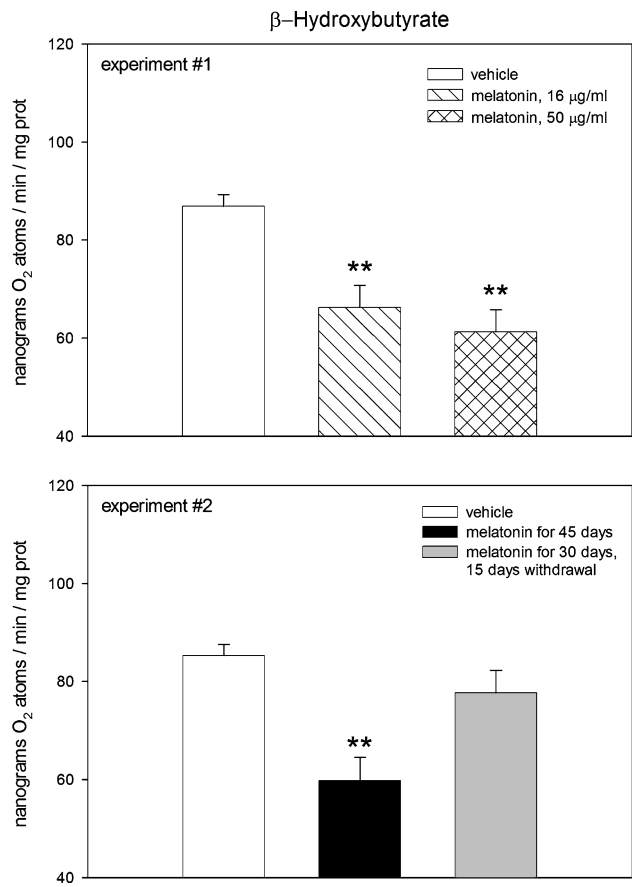 β–Hydroxybutyrate
experiment #1
vehicle
melatonin, 16 μg/ml
melatonin, 50 μg/ml
nanograms O₂ atoms / min / mg prot
120
100
80
60
40
**
**
experiment #2
vehicle
melatonin for 45 days
melatonin for 30 days,
15 days withdrawal
nanograms O₂ atoms / min / mg prot
120
100
80
60
40
**